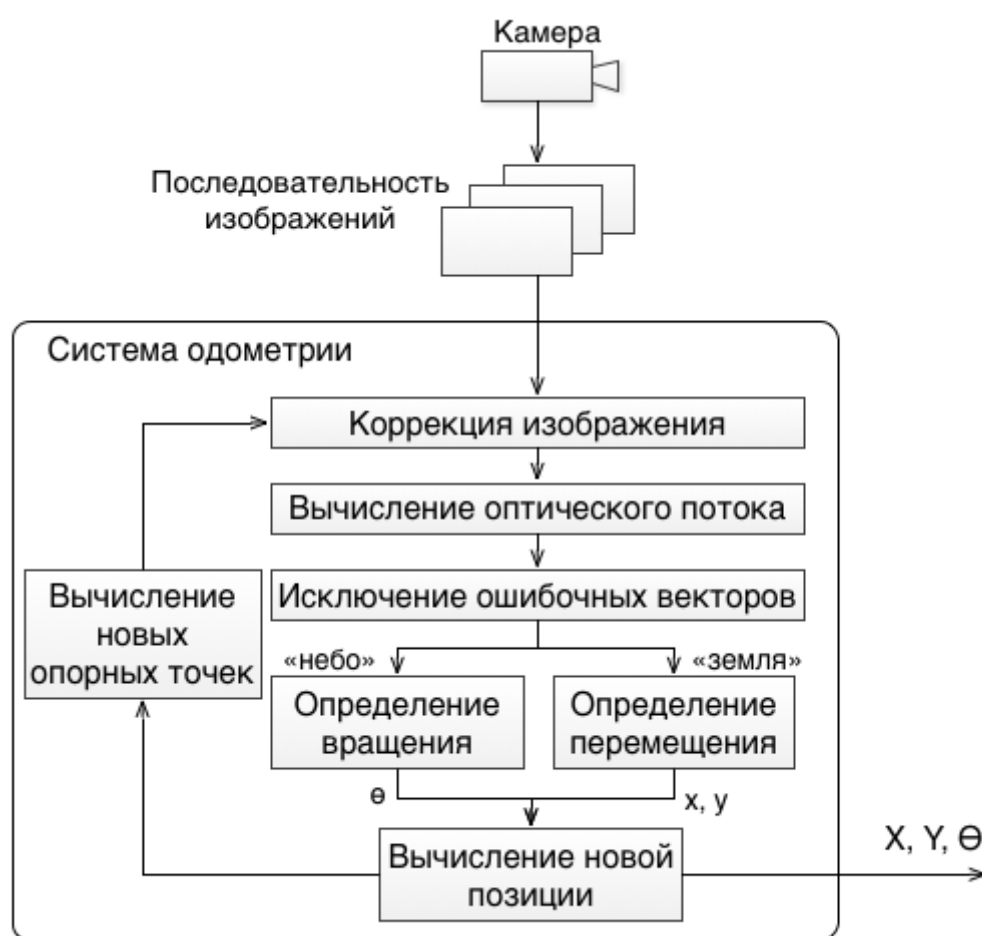 Камера
Последовательность
изображений
Система одометрии
Коррекция изображения
Вычисление оптического потока
Исключение ошибочных векторов
Вычисление
новых
опорных точек
«небо»
«земля»
Определение
вращения
Определение
перемещения
ɵ
x, y
Вычисление новой
позиции
X, Y, Ɵ